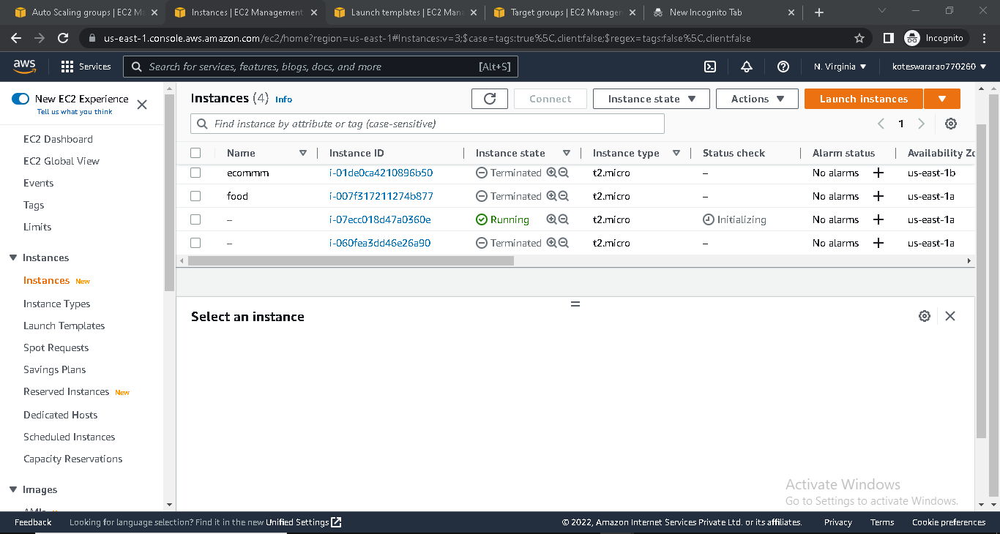 Auto Scaling groups | EC2 Ma
Instances | EC2 Management
Launch templates | EC2 Mana
Target groups | EC2 Managem
New Incognito Tab
us-east-1.console.aws.amazon.com/ec2/home?region=us-east-1#Instances:v=3;$case=tags:true%5C,client:false;$regex=tags:false%5C,client:false
Incognito
aws
Services
Search for services, features, blogs, docs, and more
[Alt+S]
N. Virginia
koteswararao770260
New EC2 Experience
Tell us what you think
EC2 Dashboard
EC2 Global View
Events
Tags
Limits
Instances
Instances New
Instance Types
Launch Templates
Spot Requests
Savings Plans
Reserved Instances New
Dedicated Hosts
Scheduled Instances
Capacity Reservations
Images
Instances (4) Info
Connect
Instance state
Actions
Launch instances
Find instance by attribute or tag (case-sensitive)
1
Name Instance ID Instance state Instance type Status check Alarm status Availability Zo
ecommm i-01de0ca4210896b50 Terminated t2.micro – No alarms + us-east-1b
food i-007f317211274b877 Terminated t2.micro – No alarms + us-east-1a
– i-07ecc018d47a0360e Running t2.micro Initializing No alarms + us-east-1a
– i-060fea3dd46e26a90 Terminated t2.micro – No alarms + us-east-1a
Select an instance
Activate Windows
Go to Settings to activate Windows.
Feedback Looking for language selection? Find it in the new Unified Settings
© 2022, Amazon Internet Services Private Ltd. or its affiliates. Privacy Terms Cookie preferences